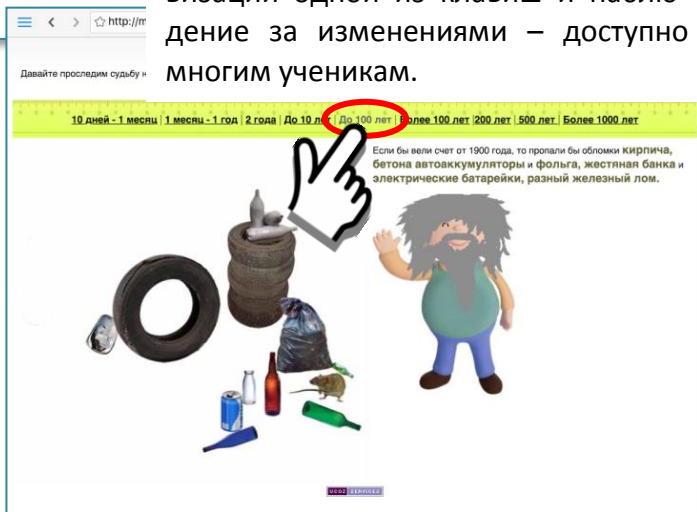 http://m
дение за изменениями – доступно
многим ученикам.
Давайте проследим судьбу н
10 дней - 1 месяц | 1 месяц - 1 год | 2 года | До 10 лет | До 100 лет | Более 100 лет |200 лет | 500 лет | Более 1000 лет
Если бы вели счет от 1900 года, то пропали бы обломки кирпича,
бетона автоаккумуляторы и фольга, жестяная банка и
электрические батарейки, разный железный лом.
UCOZ SERVICES